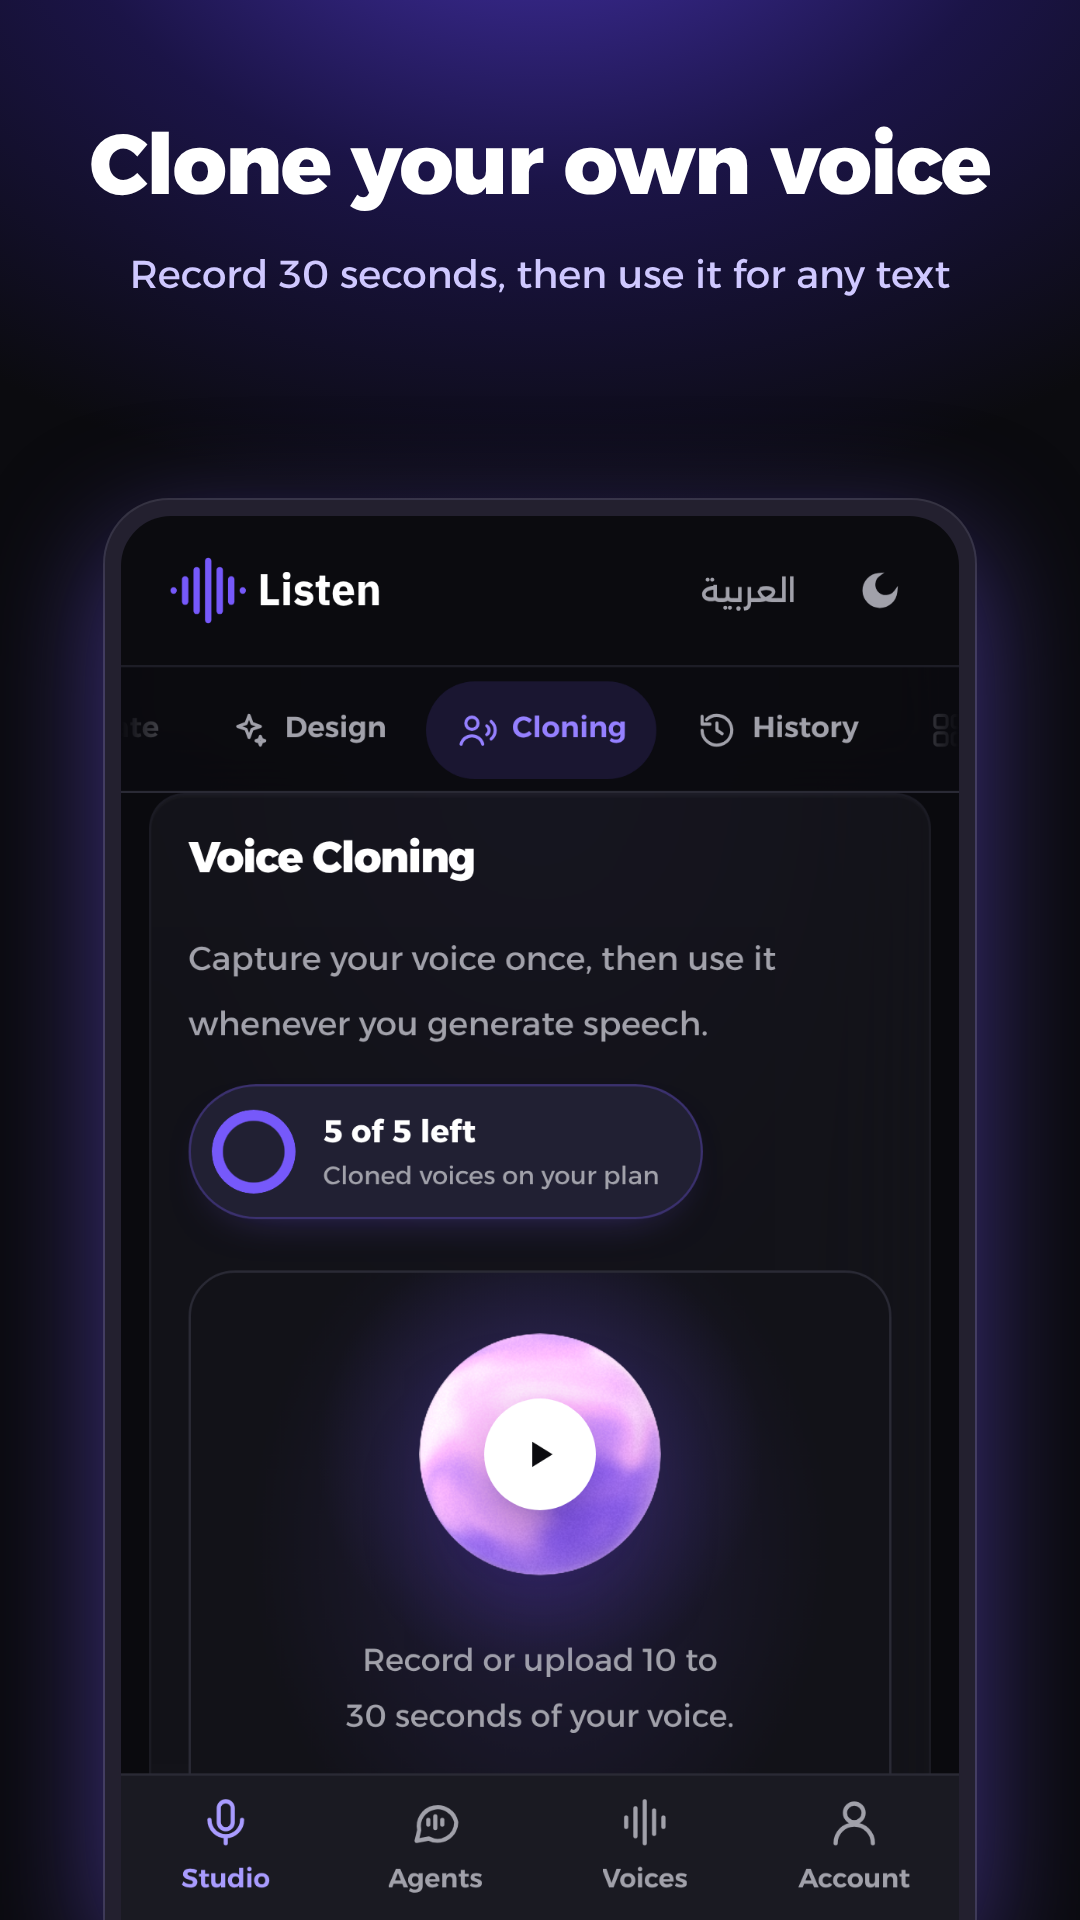 Clone your own voice
Record 30 seconds, then use it for any text
Listen
العربية
Design
Cloning
History
Voice Cloning
Capture your voice once, then use it
whenever you generate speech.
5 of 5 left
Cloned voices on your plan
Record or upload 10 to
30 seconds of your voice.
Studio
Agents
Voices
Account